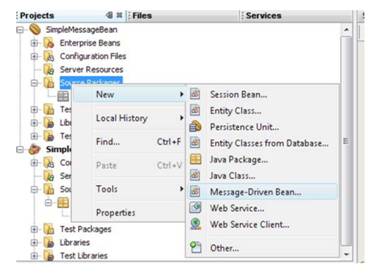 Projects
Files
Services
SimpleMessageBean
Enterprise Beans
Configuration Files
Server Resources
Source Packages
New
Local History
Find... Ctrl+F
Paste Ctrl+V
Tools
Properties
Session Bean...
Entity Class...
Persistence Unit...
Entity Classes from Database...
Java Package...
Java Class...
Message-Driven Bean...
Web Service...
Web Service Client...
Other...
Tes
Lib
Tes
Simpl
Co
Ser
Sou
Test Packages
Libraries
Test Libraries